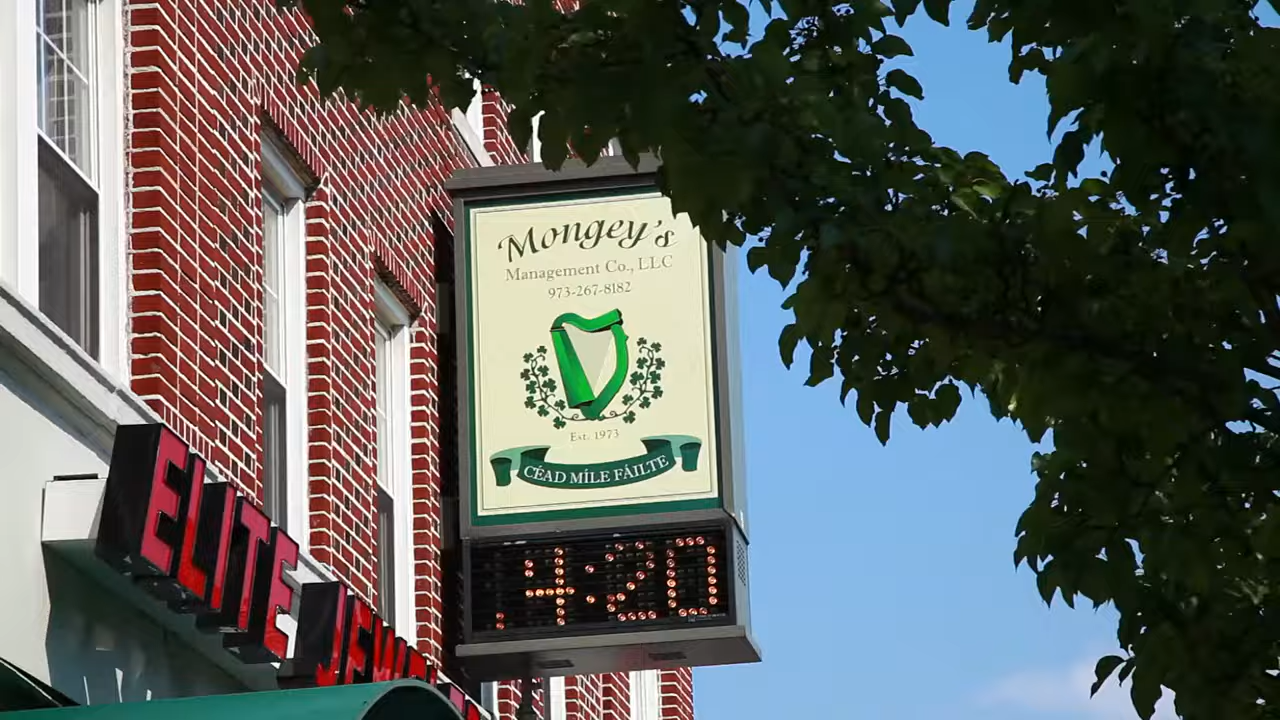 Mongey's
Management Co., LLC
973-267-8182
Est. 1973
CÉAD MÍLE FÁILTE
4:20
ELITE